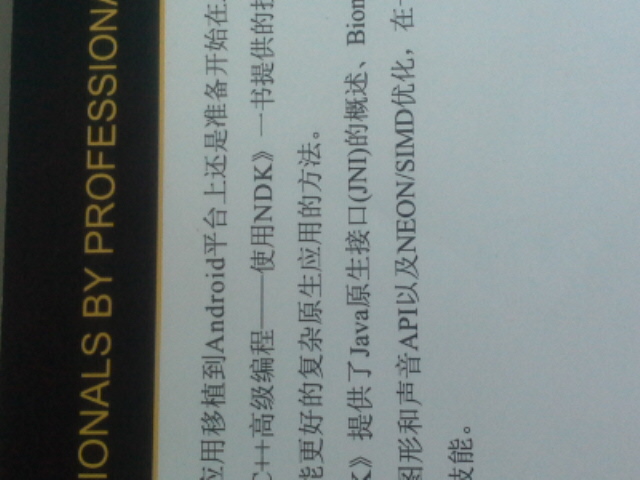 IONALS BY PROFESSIONA
应用移植到Android平台上还是准备开始在
C++高级编程——使用NDK》一书提供的
能更好的复杂原生应用的方法。
K》提供了Java原生接口(JNI)的概述、Bion
图形和声音API以及NEON/SIMD优化，在
技能。